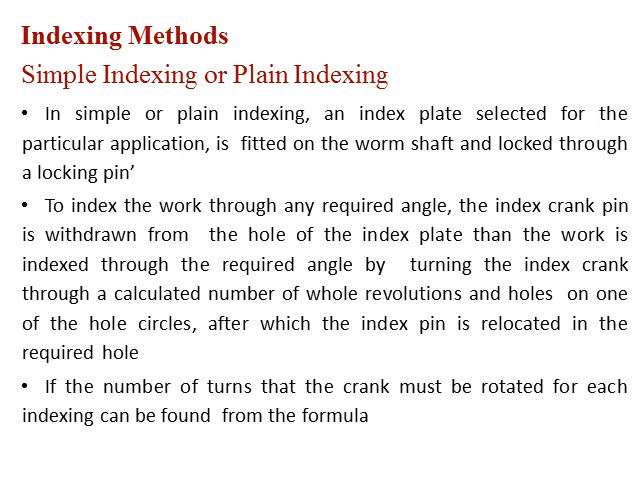 Indexing Methods
Simple Indexing or Plain Indexing
• In simple or plain indexing, an index plate selected for the
particular application, is fitted on the worm shaft and locked through
a locking pin’
• To index the work through any required angle, the index crank pin
is withdrawn from the hole of the index plate than the work is
indexed through the required angle by turning the index crank
through a calculated number of whole revolutions and holes on one
of the hole circles, after which the index pin is relocated in the
required hole
• If the number of turns that the crank must be rotated for each
indexing can be found from the formula